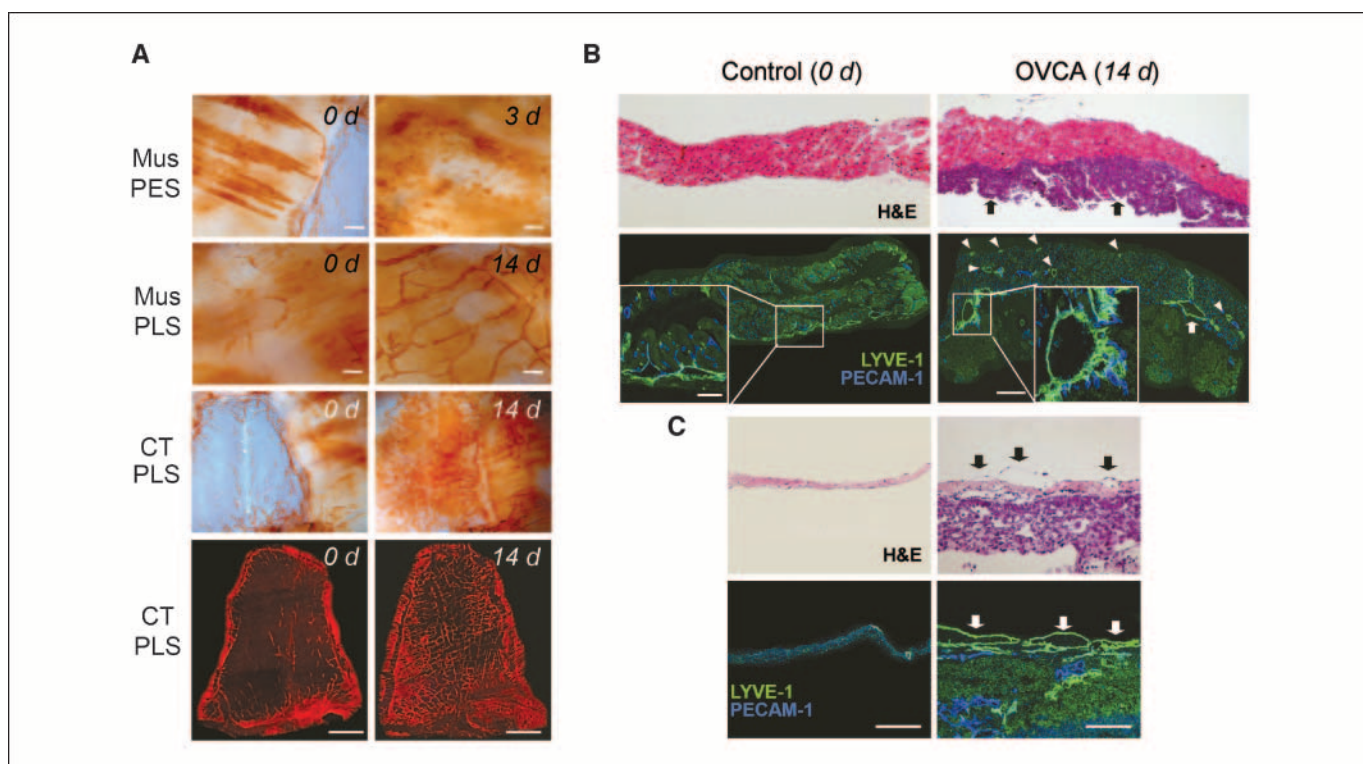 A
0 d
3 d
Mus
PES
0 d
14 d
Mus
PLS
0 d
14 d
CT
PLS
0 d
14 d
CT
PLS
B
Control (0 d)
OVCA (14 d)
H&E
LYVE-1
PECAM-1
C
H&E
LYVE-1
PECAM-1